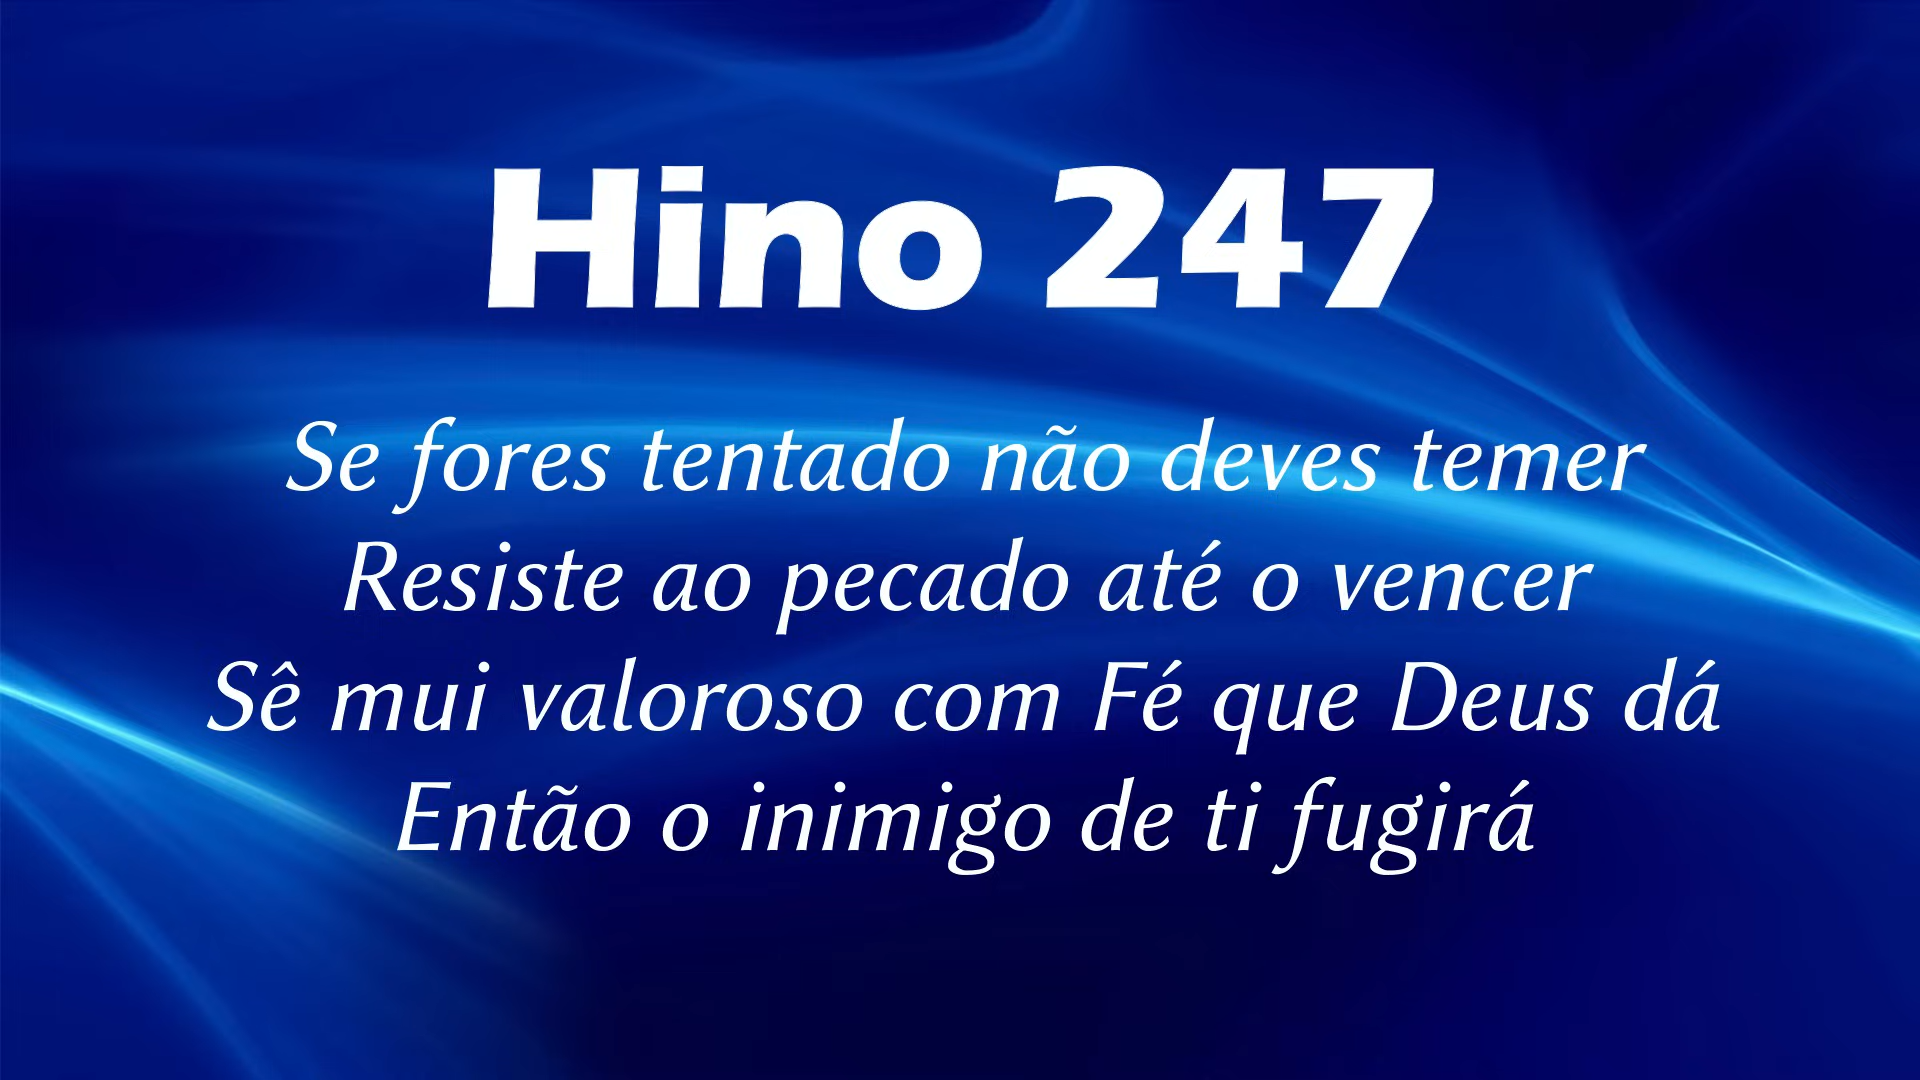 Hino 247
Se fores tentado não deves temer
Resiste ao pecado até o vencer
Sê mui valoroso com Fé que Deus dá
Então o inimigo de ti fugirá